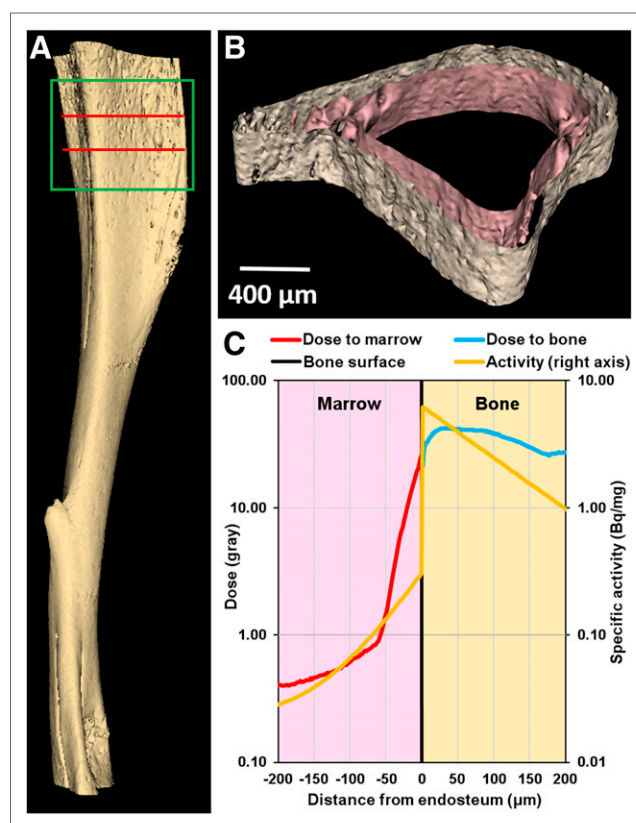 A
B
400 µm
C
Dose to marrow
Dose to bone
Bone surface
Activity (right axis)
Marrow
Bone
Dose (gray)
100.00
10.00
1.00
0.10
10.00
1.00
0.10
0.01
Specific activity (Bq/mg)
-200 -150 -100 -50 0 50 100 150 200
Distance from endosteum (µm)